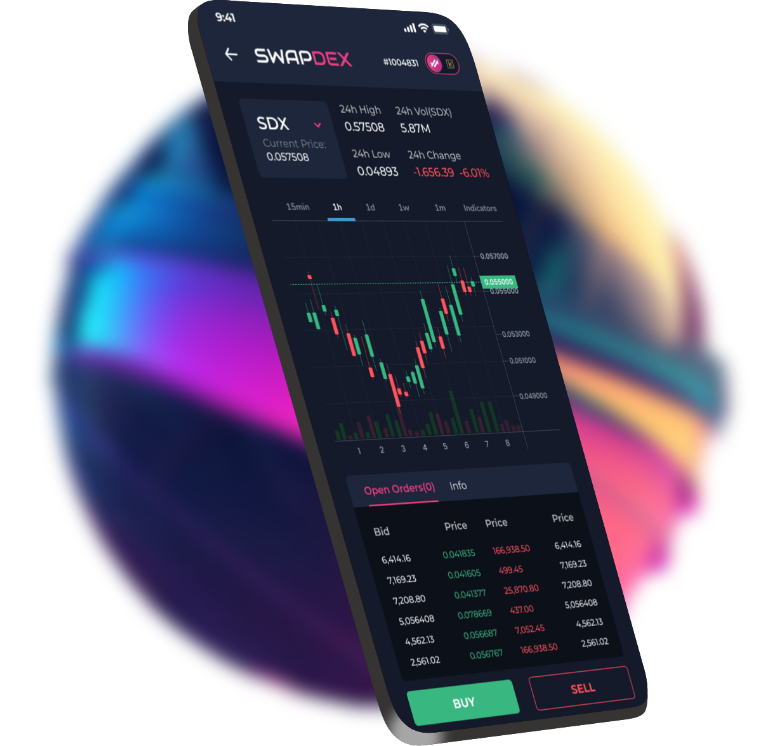 9:41
SWAPDEX
#1004831
SDX
Current Price:
0.057508
24h High
0.57508
24h Vol(SDX)
5.87M
24h Low
0.04893
24h Change
-1,656.39 -6.01%
15min 1h 1d 1w 1m Indicators
0.057000
0.055000
0.055000
0.053000
0.051000
0.049000
1 2 3 4 5 6 7 8
Open Orders(0) Info
Bid Price Price Price
6,414.16 0.041835 166,938.50 6,414.16
7,169.23 0.041605 499.45 7,169.23
7,208.80 0.041377 25,870.80 7,208.80
5,056408 0.078669 437.00 5,056408
4,562.13 0.056687 7,052.45 4,562.13
2,561.02 0.056767 166,938.50 2,561.02
BUY SELL